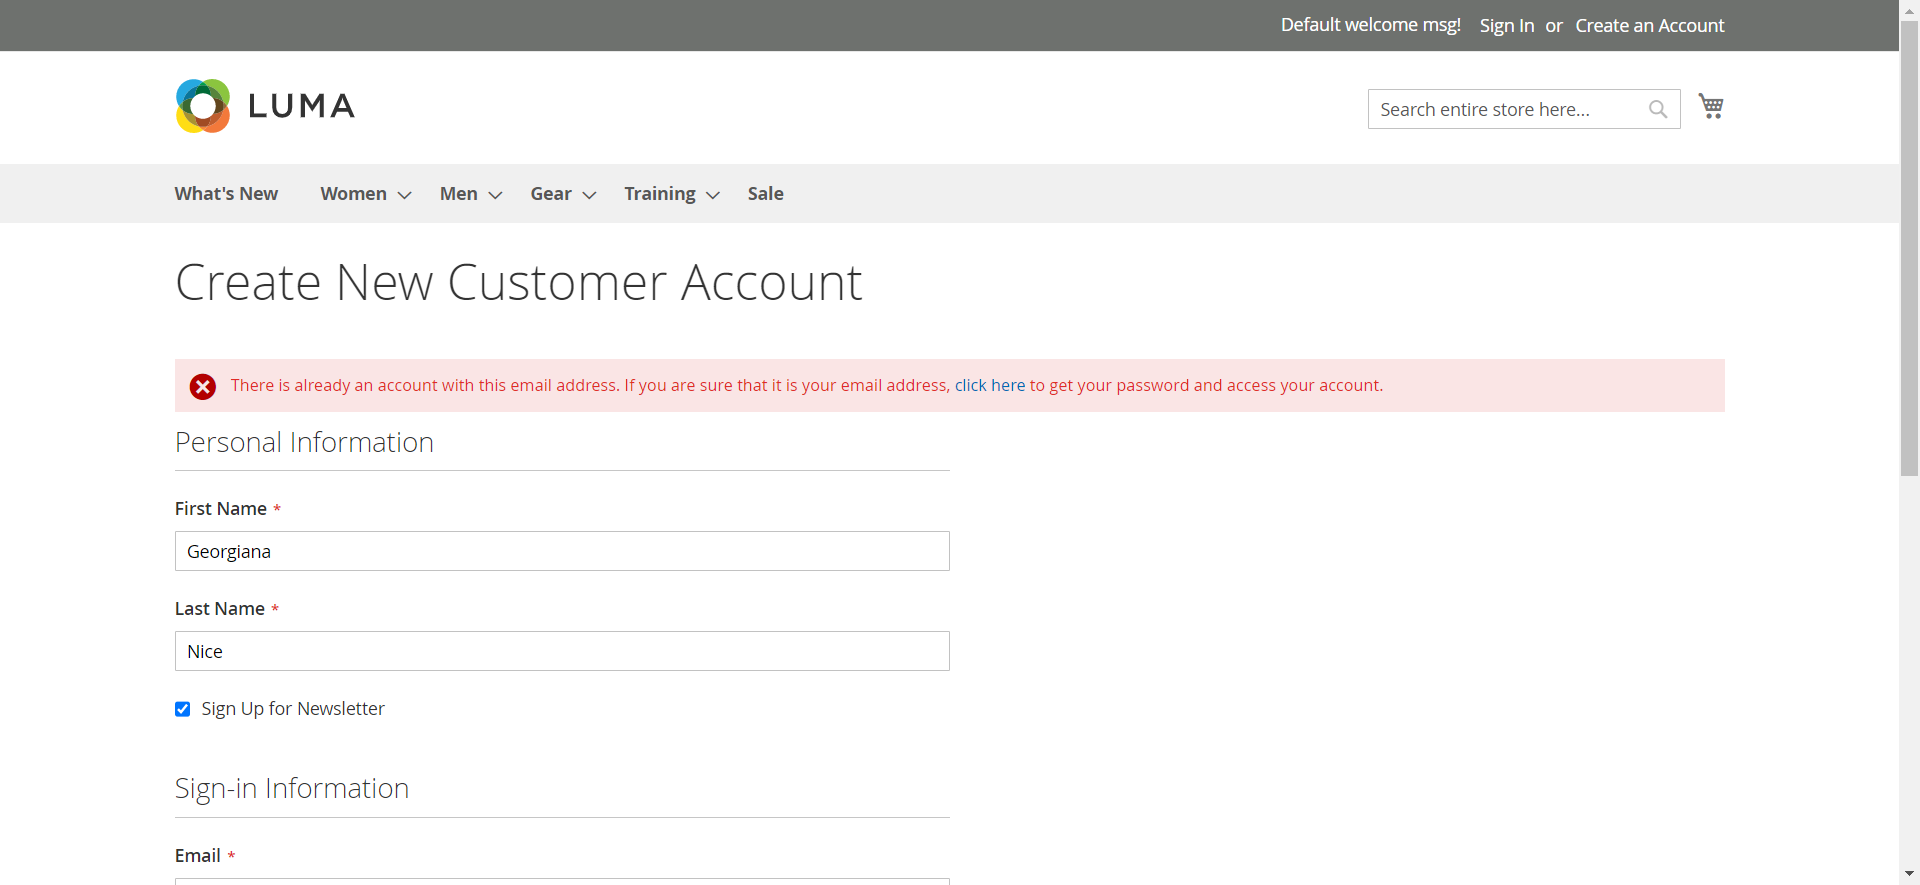 Default welcome msg! Sign In or Create an Account
LUMA
Search entire store here...
What's New Women Men Gear Training Sale
Create New Customer Account
There is already an account with this email address. If you are sure that it is your email address, click here to get your password and access your account.
Personal Information
First Name *
Georgiana
Last Name *
Nice
Sign Up for Newsletter
Sign-in Information
Email *